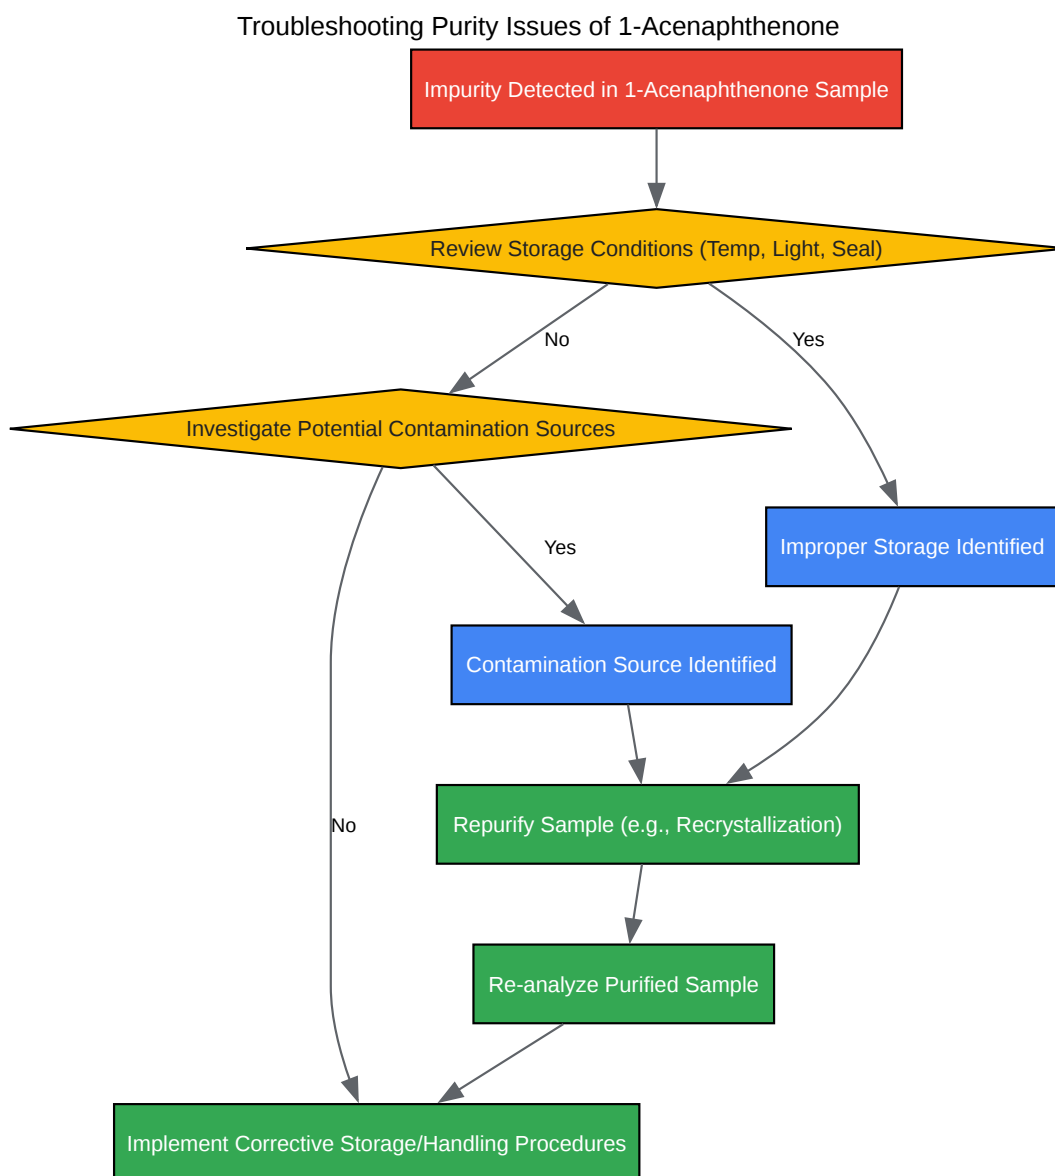 Troubleshooting Purity Issues of 1-Acenaphthenone
Impurity Detected in 1-Acenaphthenone Sample
Review Storage Conditions (Temp, Light, Seal)
No
Yes
Investigate Potential Contamination Sources
Improper Storage Identified
Yes
Contamination Source Identified
Repurify Sample (e.g., Recrystallization)
No
Re-analyze Purified Sample
Implement Corrective Storage/Handling Procedures